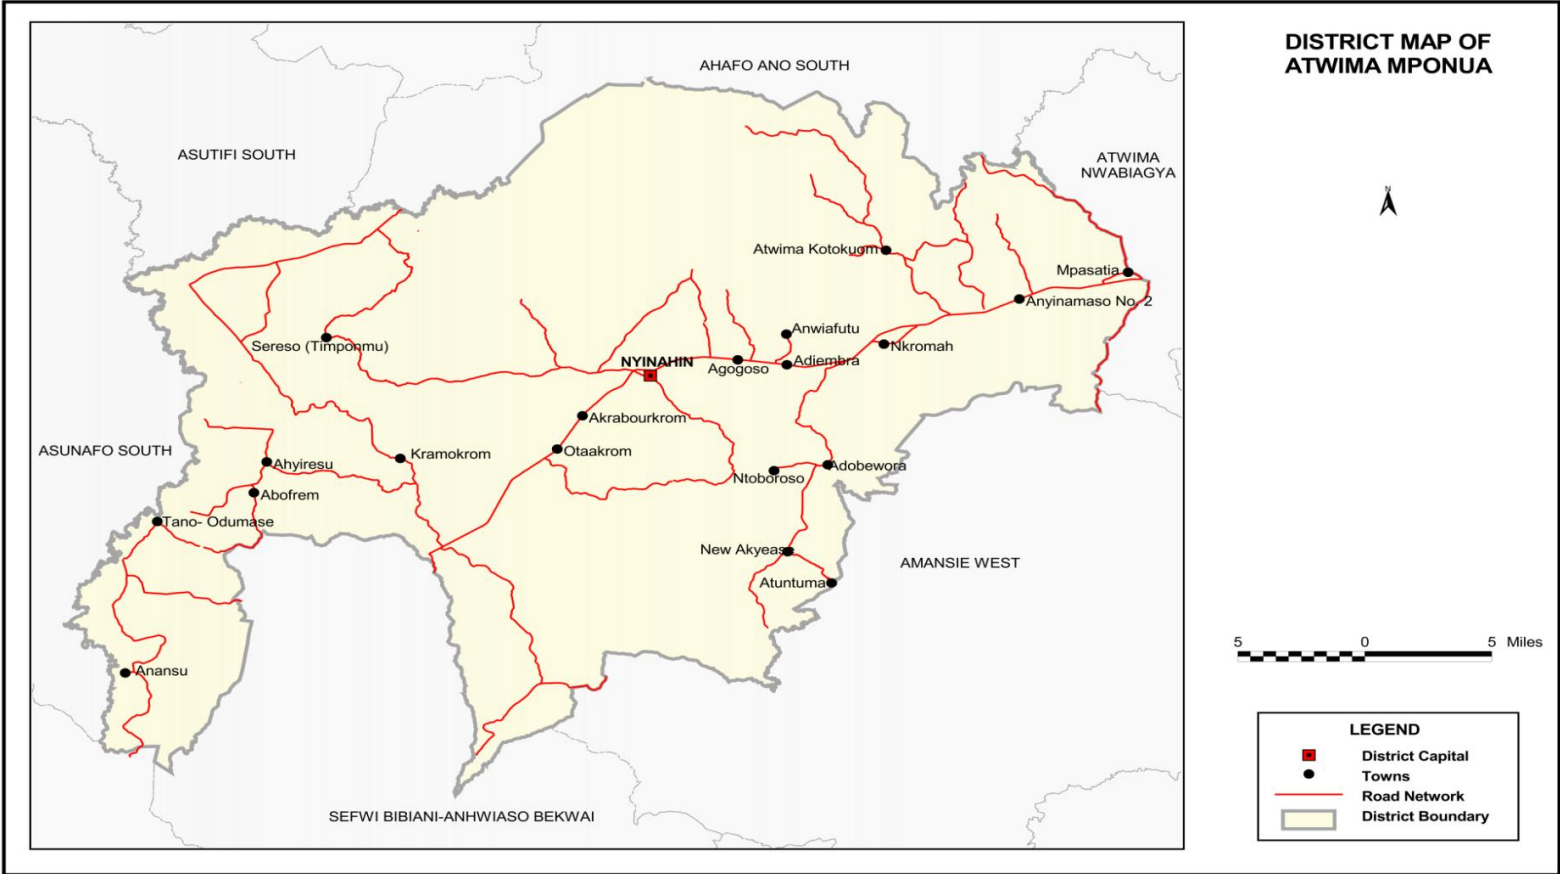 DISTRICT MAP OF
ATWIMA MPONUA
AHAFO ANO SOUTH
ASUTIFI SOUTH
ATWIMA
NWABIAGYA
N
Atwima Kotokuom
Mpasatia
Anyinamaso No. 2
Anwiafutu
Sereso (Timponmu)
Nkromah
NYINAHIN
Agogoso
Adiembra
Akrabourkrom
ASUNAFO SOUTH
Otaakrom
Kramokrom
Ahyiresu
Adobewora
Ntoboroso
Abofrem
Tano- Odumase
New Akyease
AMANSIE WEST
Atuntuma
Anansu
5 0 5 Miles
SEFWI BIBIANI-ANHWIASO BEKWAI
LEGEND
District Capital
Towns
Road Network
District Boundary